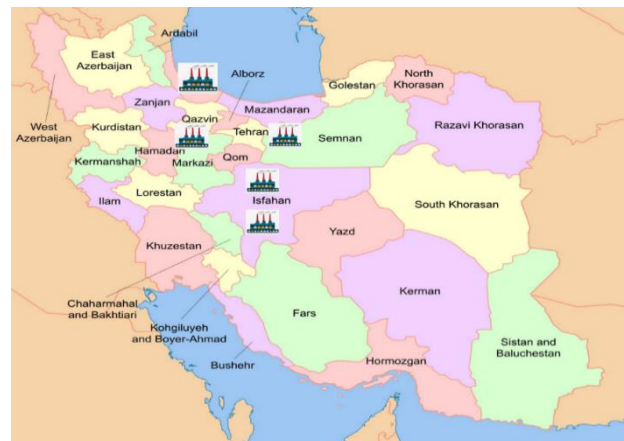 Ardabil
East
Azerbaijan
Alborz
Golestan
North
Khorasan
Zanjan
Qazvin
Mazandaran
West
Azerbaijan
Kurdistan
Tehran
Semnan
Razavi Khorasan
Hamadan
Kermanshah
Markazi
Qom
Ilam
Lorestan
Isfahan
South Khorasan
Khuzestan
Yazd
Chaharmahal
and Bakhtiari
Kohgiluyeh
and Boyer-Ahmad
Fars
Kerman
Bushehr
Hormozgan
Sistan and
Baluchestan